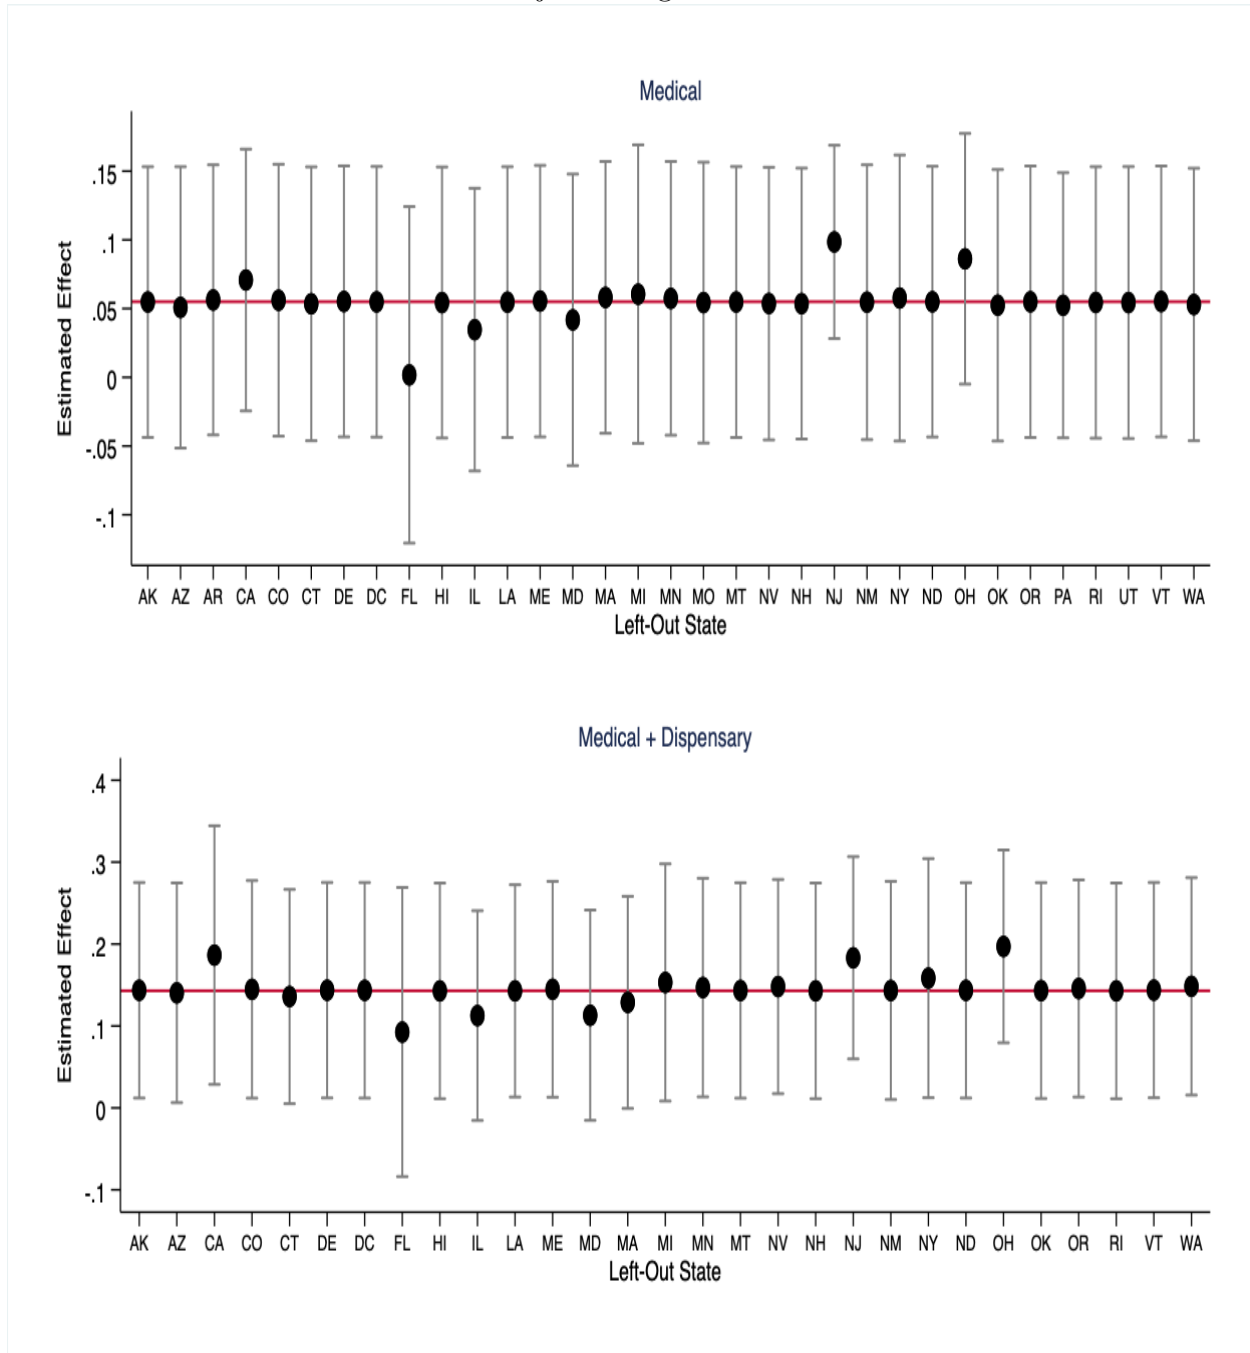 Medical
Estimated Effect
.15
.1
.05
0
-.05
-.1
AK AZ AR CA CO CT DE DC FL HI IL LA ME MD MA MI MN MO MT NV NH NJ NM NY ND OH OK OR PA RI UT VT WA
Left-Out State
Medical + Dispensary
Estimated Effect
.4
.3
.2
.1
0
-.1
AK AZ CA CO CT DE DC FL HI IL LA ME MD MA MI MN MT NV NH NJ NM NY ND OH OK OR RI VT WA
Left-Out State